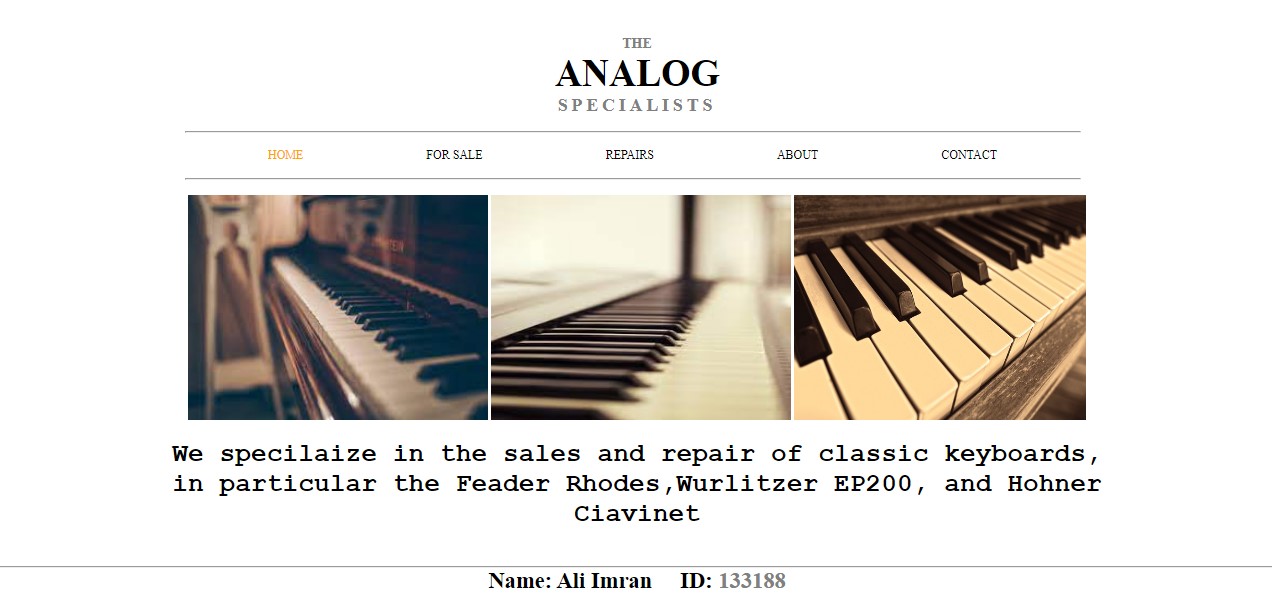 THE
ANALOG
SPECIALISTS
HOME FOR SALE REPAIRS ABOUT CONTACT
We specilaize in the sales and repair of classic keyboards,
in particular the Feader Rhodes,Wurlitzer EP200, and Hohner
Ciavinet
Name: Ali Imran ID: 133188